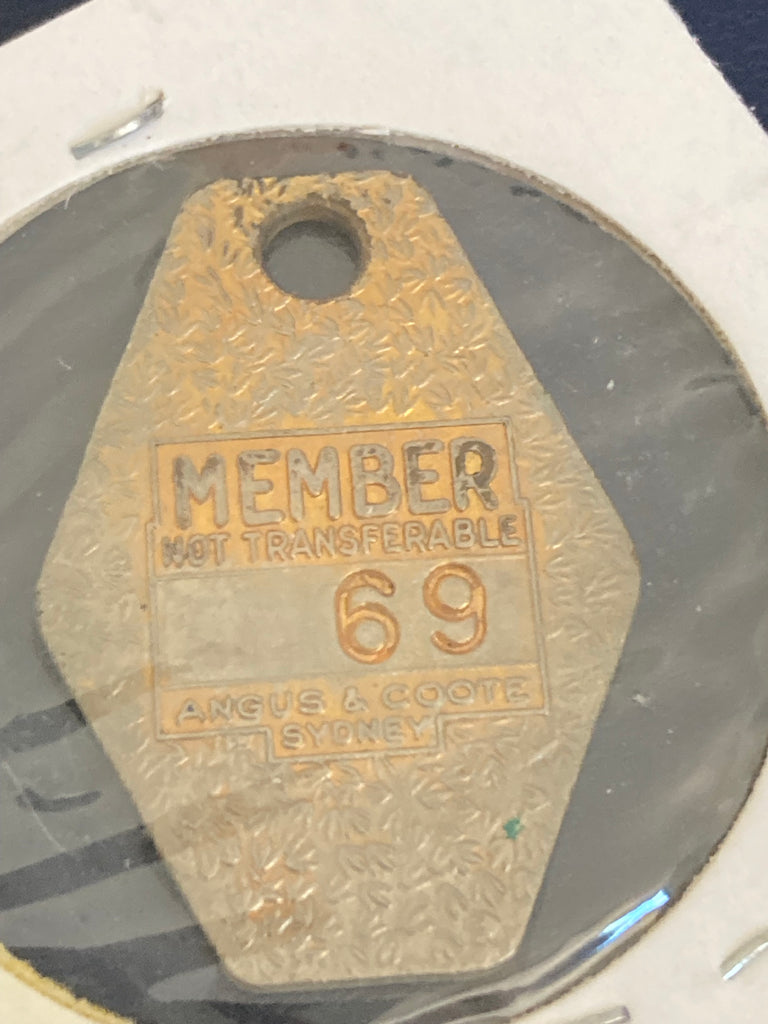 MEMBER
NOT TRANSFERABLE
69
ANGUS & COOTE
SYDNEY